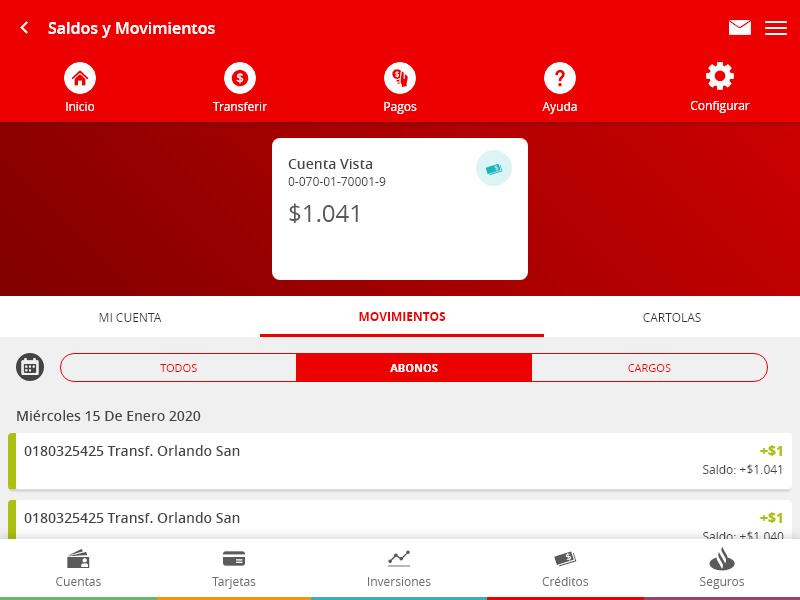 Saldos y Movimientos
Inicio
Transferir
Pagos
Ayuda
Configurar
Cuenta Vista
0-070-01-70001-9
$1.041
MI CUENTA
MOVIMIENTOS
CARTOLAS
TODOS
ABONOS
CARGOS
Miércoles 15 De Enero 2020
0180325425 Transf. Orlando San
+$1
Saldo: +$1.041
0180325425 Transf. Orlando San
+$1
Saldo: +$1.040
Cuentas
Tarjetas
Inversiones
Créditos
Seguros